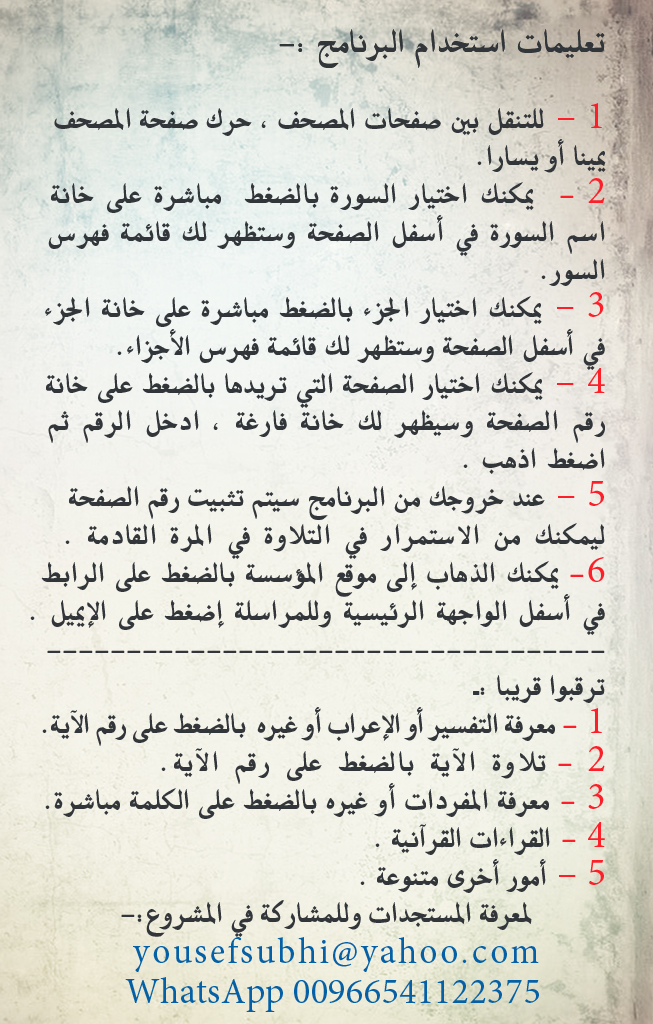 تعليمات استخدام البرنامج :-
1 - للتنقل بين صفحات المصحف ، حرك صفحة المصحف
يمينا أو يسارا.
2 - يمكنك اختيار السورة بالضغط مباشرة على خانة
اسم السورة في أسفل الصفحة وستظهر لك قائمة فهرس
السور.
3 - يمكنك اختيار الجزء بالضغط مباشرة على خانة الجزء
في أسفل الصفحة وستظهر لك قائمة فهرس الأجزاء.
4 - يمكنك اختيار الصفحة التي تريدها بالضغط على خانة
رقم الصفحة وسيظهر لك خانة فارغة ، ادخل الرقم ثم
اضغط اذهب .
5 - عند خروجك من البرنامج سيتم تثبيت رقم الصفحة
ليمكنك من الاستمرار في التلاوة في المرة القادمة .
6- يمكنك الذهاب إلى موقع المؤسسة بالضغط على الرابط
في أسفل الواجهة الرئيسية وللمراسلة إضغط على الإيميل .
-----------------------------------
ترقبوا قريبا :ـ
1 - معرفة التفسير أو الإعراب أو غيره بالضغط على رقم الآية.
2 - تلاوة الآية بالضغط على رقم الآية.
3 - معرفة المفردات أو غيره بالضغط على الكلمة مباشرة.
4 - القراءات القرآنية .
5 - أمور أخرى متنوعة .
لمعرفة المستجدات وللمشاركة في المشروع:-
yousefsubhi@yahoo.com
WhatsApp 00966541122375